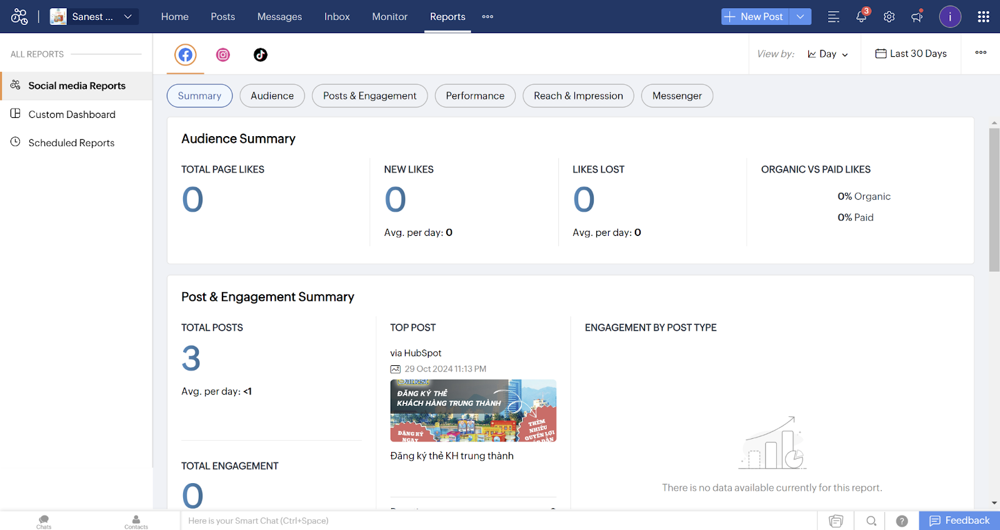 Sanest ...
Home
Posts
Messages
Inbox
Monitor
Reports
New Post
3
i
ALL REPORTS
View by:
Day
Last 30 Days
Social media Reports
Custom Dashboard
Scheduled Reports
Summary
Audience
Posts & Engagement
Performance
Reach & Impression
Messenger
Audience Summary
TOTAL PAGE LIKES
0
NEW LIKES
0
Avg. per day: 0
LIKES LOST
0
Avg. per day: 0
ORGANIC VS PAID LIKES
0% Organic
0% Paid
Post & Engagement Summary
TOTAL POSTS
3
Avg. per day: <1
TOTAL ENGAGEMENT
0
TOP POST
via HubSpot
29 Oct 2024 11:13 PM
Sanest
ĐĂNG KÝ THẺ
KHÁCH HÀNG TRUNG THÀNH
ĐĂNG KÝ
NGAY
THÊM
NHIỀU
QUYỀN LỢI
Đăng ký thẻ KH trung thành
ENGAGEMENT BY POST TYPE
There is no data available currently for this report.
Chats
Contacts
Here is your Smart Chat (Ctrl+Space)
?
Feedback